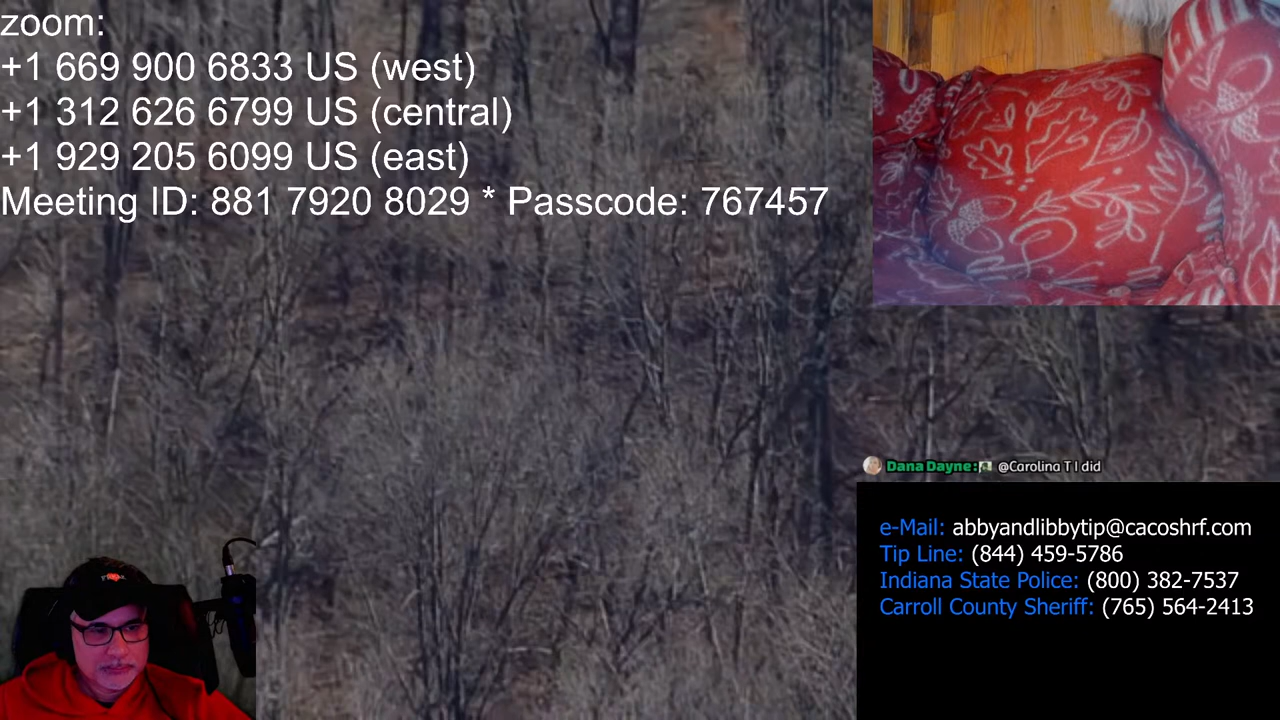 zoom:
+1 669 900 6833 US (west)
+1 312 626 6799 US (central)
+1 929 205 6099 US (east)
Meeting ID: 881 7920 8029 * Passcode: 767457
Dana Dayne: @Carolina T I did
e-Mail: abbyandlibbytip@cacoshrf.com
Tip Line: (844) 459-5786
Indiana State Police: (800) 382-7537
Carroll County Sheriff: (765) 564-2413